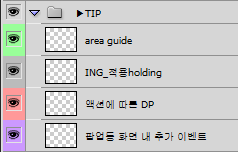 ▶TIP
area guide
ING_적용holding
액션에 따른 DP
팝업등 화면 내 추가 이벤트